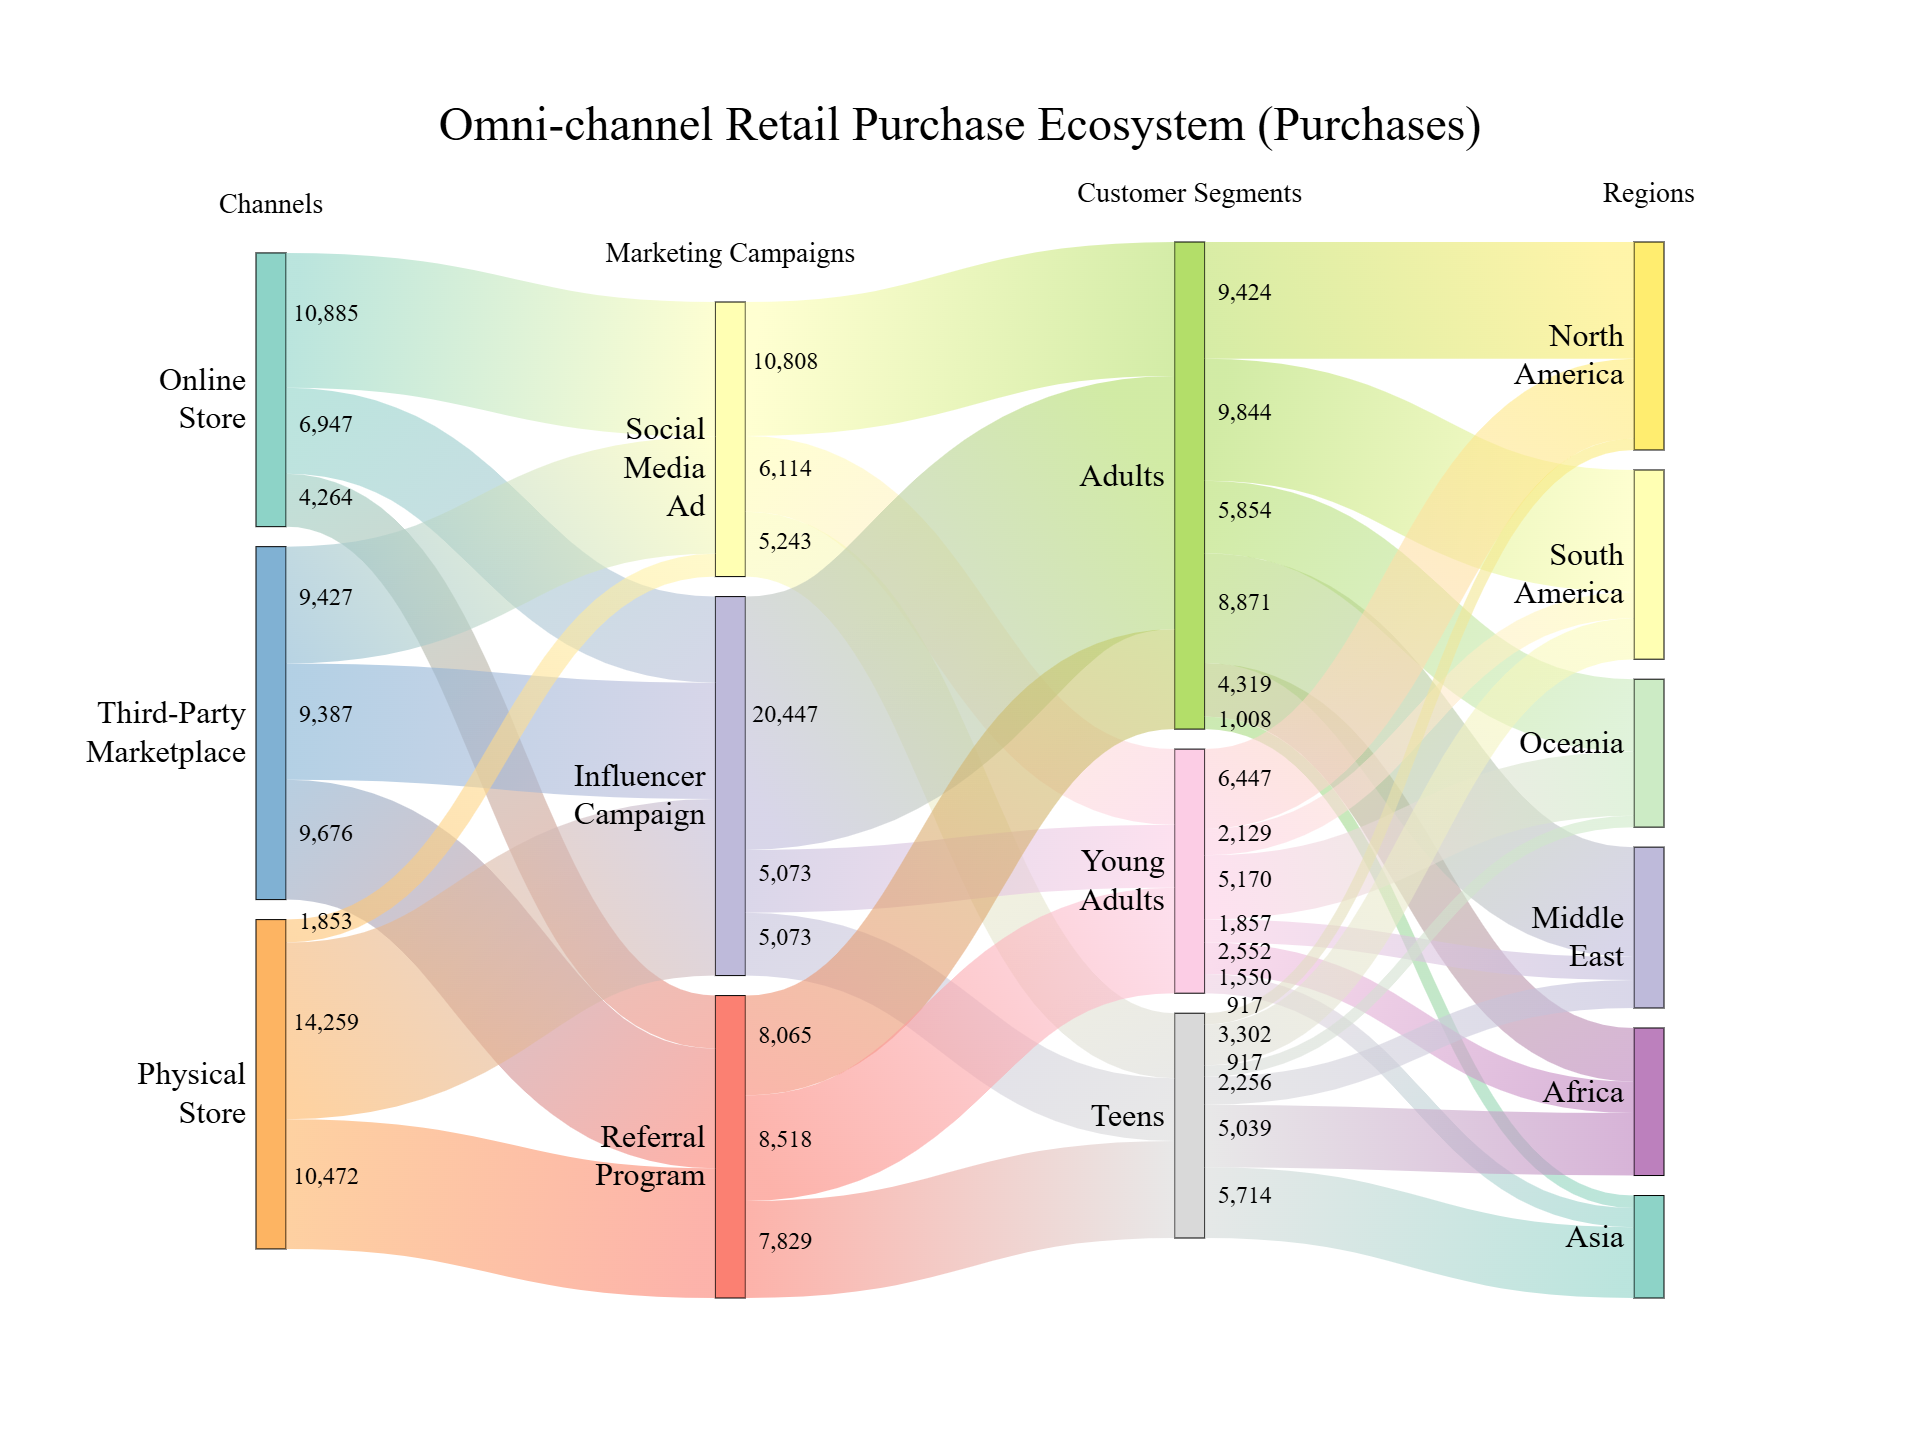 Omni-channel Retail Purchase Ecosystem (Purchases)
Channels
Marketing Campaigns
Customer Segments
Regions
Online
Store
Third-Party
Marketplace
Physical
Store
10,885
6,947
4,264
9,427
9,387
9,676
1,853
14,259
10,472
Social
Media
Ad
Influencer
Campaign
Referral
Program
10,808
6,114
5,243
20,447
5,073
5,073
8,065
8,518
7,829
Adults
Young
Adults
Teens
9,424
9,844
5,854
8,871
4,319
1,008
6,447
2,129
5,170
1,857
2,552
1,550
917
3,302
917
2,256
5,039
5,714
North
America
South
America
Oceania
Middle
East
Africa
Asia